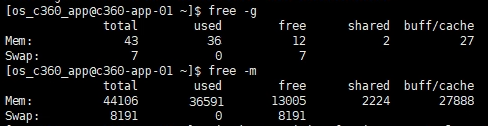 [os_c360_app@c360-app-01 ~]$ free -g
total used free shared buff/cache
Mem: 43 36 12 2 27
Swap: 7 0 7
[os_c360_app@c360-app-01 ~]$ free -m
total used free shared buff/cache
Mem: 44106 36591 13005 2224 27888
Swap: 8191 0 8191